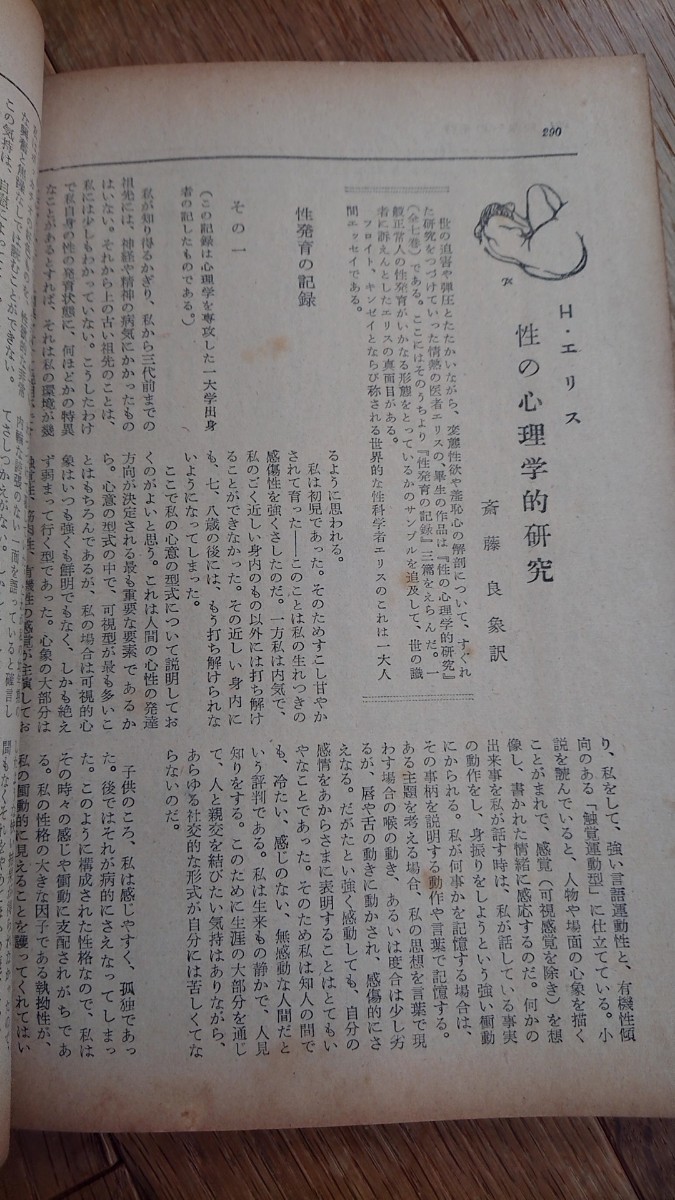 290
H・エリス
性の心理学的研究
斎藤良象訳
世の迫害や弾圧とたたかいながら、変態性欲や羞恥心の解剖について、すぐれ
た研究をつづけていった情熱の医者エリスの、畢生の作品は『性の心理学的研究』
(全七巻)である。ここにはそのうちより『性発育の記録』三篇をえらんだ。一
般正常人の性発育がいかなる形態をとっているかのサンプルを追及して、世の識
者に訴えんとしたエリスの真面目がある。
フロイト、キンゼイとならび称される世界的な性科学者エリスのこれは一大人
間エッセイである。
性発育の記録
その一
(この記録は心理学を専攻した一大学出身
者の記したものである。)
私が知り得るかぎり、私から三代前までの
祖先には、神経や精神の病気にかかったもの
はいない。それから上の古い祖先のことは、
私には少しもわかっていない。こうしたわけ
で私自身の性の発育状態に、何ほどかの特異
なことがあるとすれば、それは私の環境が幾
るように思われる。
私は初児であった。そのためすこし甘やか
されて育った――このことは私の生れつきの
感傷性を強くさしたのだ。一方私は内気で、
私のごく近しい身内のもの以外には打ち解け
ることができなかった。その近しい身内に
も、七、八歳の後には、もう打ち解けられな
いようになってしまった。
ここで私の心意の型式について説明してお
くのがよいと思う。これは人間の心性の発達
方向が決定される最も重要な要素であるか
ら。心意の型式の中で、可視型が最も多いこ
とはもちろんであるが、私の場合は可視的心
象はいつも強くも鮮明でもなく、しかも絶え
ず弱まって行く型であった。心象の大部分は
触覚性、筋肉性、有機性の感覚が主演してお
り、私をして、強い言語運動性と、有機性傾
向のある「触覚運動型」に仕立てている。小
説を読んでいると、人物や場面の心象を描く
ことがまれで、感覚(可視感覚を除き)を想
像し、書かれた情緒に感応するのだ。何かの
出来事を私が話す時は、私が話している事実
の動作をし、身振りをしようという強い衝動
にかられる。私が何事かを記憶する場合は、
その事柄を説明する動作や言葉で記憶する。
ある主題を考える場合、私の思想を言葉で現
わす場合の喉の動き、あるいは度合は少し劣
るが、唇や舌の動きに動かされ、感傷的にさ
えなる。だがたとい強く感動しても、自分の
感情をあからさまに表明することはとてもい
やなことであった。そのため私は知人の間で
も、冷たい、感じのない、無感動な人間だと
いう評判である。私は生来もの静かで、人見
知りをする。このために生涯の大部分を通じ
て、人と親交を結びたい気持はありながら、
あらゆる社交的な形式が自分には苦しくてな
らないのだ。
子供のころ、私は感じやすく、孤独であっ
た。後ではそれが病的にさえなってしまっ
た。このように構成された性格なので、私は
その時々の感じや衝動に支配されがちであ
る。私の性格の大きな因子である執拗性が、
私の衝動的に見えることを護ってくれてはい